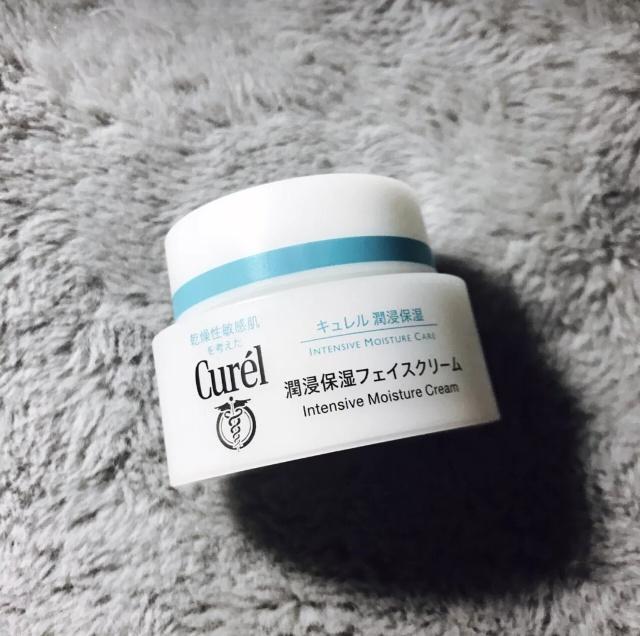 乾燥性敏感肌
を考えた
Curél
キュレル 潤浸保湿
INTENSIVE MOISTURE CARE
潤浸保湿フェイスクリーム
Intensive Moisture Cream